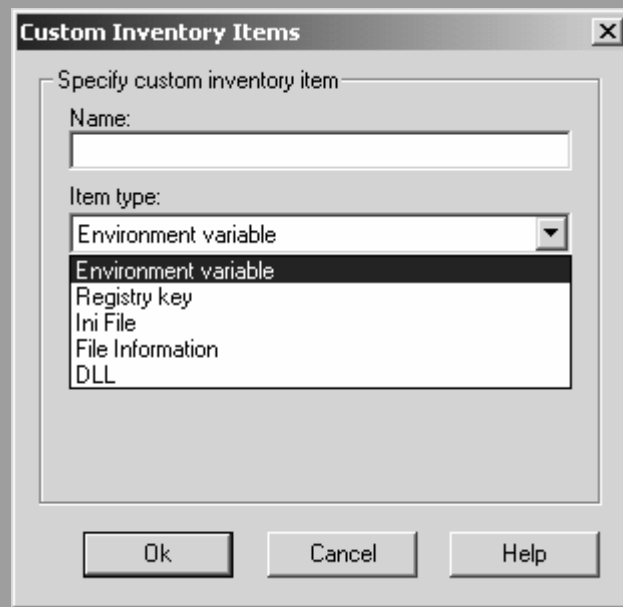 Custom Inventory Items
Specify custom inventory item
Name:
Item type:
Environment variable
Environment variable
Registry key
Ini File
File Information
DLL
Ok Cancel Help